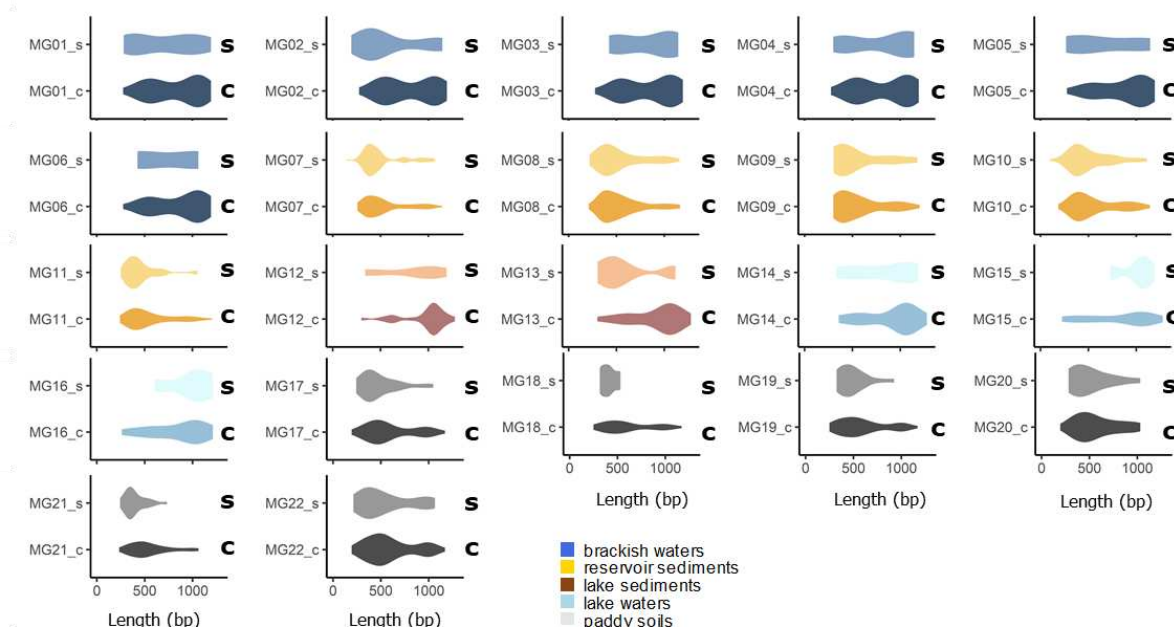 MG01_s S MG02_s S MG03_s S MG04_s S MG05_s S
MG01_c C MG02_c C MG03_c C MG04_c C MG05_c C
MG06_s S MG07_s S MG08_s S MG09_s S MG10_s S
MG06_c C MG07_c C MG08_c C MG09_c C MG10_c C
MG11_s S MG12_s S MG13_s S MG14_s S MG15_s S
MG11_c C MG12_c C MG13_c C MG14_c C MG15_c C
MG16_s S MG17_s S MG18_s S MG19_s S MG20_s S
MG16_c C MG17_c C MG18_c C MG19_c C MG20_c C
0 500 1000 0 500 1000 0 500 1000
Length (bp) Length (bp) Length (bp)
MG21_s S MG22_s S
MG21_c C MG22_c C
0 500 1000 0 500 1000
Length (bp) Length (bp)
brackish waters
reservoir sediments
lake sediments
lake waters
paddy soils